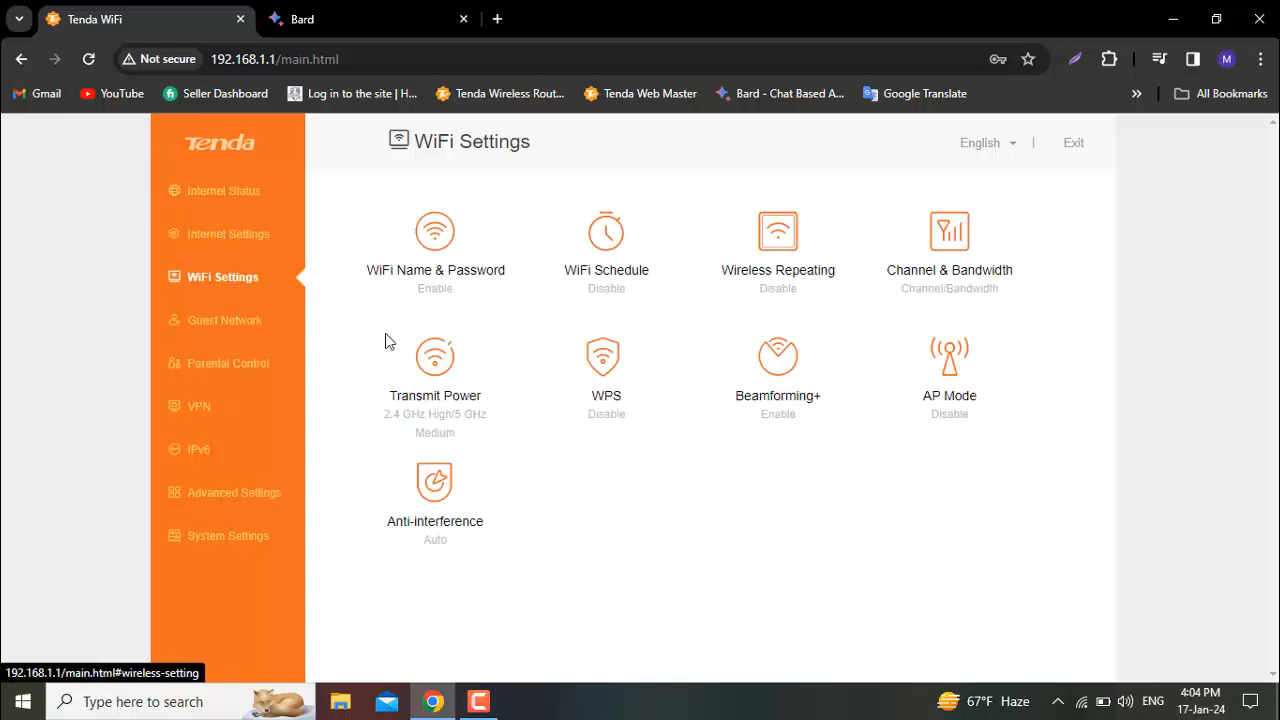 Tenda WiFi
Bard
Not secure
192.168.1.1/main.html
M
Gmail
YouTube
Seller Dashboard
Log in to the site | H...
Tenda Wireless Rout...
Tenda Web Master
Bard - Chat Based A...
Google Translate
»
All Bookmarks
Tenda
WiFi Settings
English
|
Exit
Internet Status
Internet Settings
WiFi Settings
Guest Network
Parental Control
VPN
IPv6
Advanced Settings
System Settings
WiFi Name & Password
Enable
WiFi Schedule
Disable
Wireless Repeating
Disable
Channel & Bandwidth
Channel/Bandwidth
Transmit Power
2.4 GHz High/5 GHz
Medium
WPS
Disable
Beamforming+
Enable
AP Mode
Disable
Anti-interference
Auto
192.168.1.1/main.html#wireless-setting
Type here to search
67°F Haze
ENG
4:04 PM
17-Jan-24